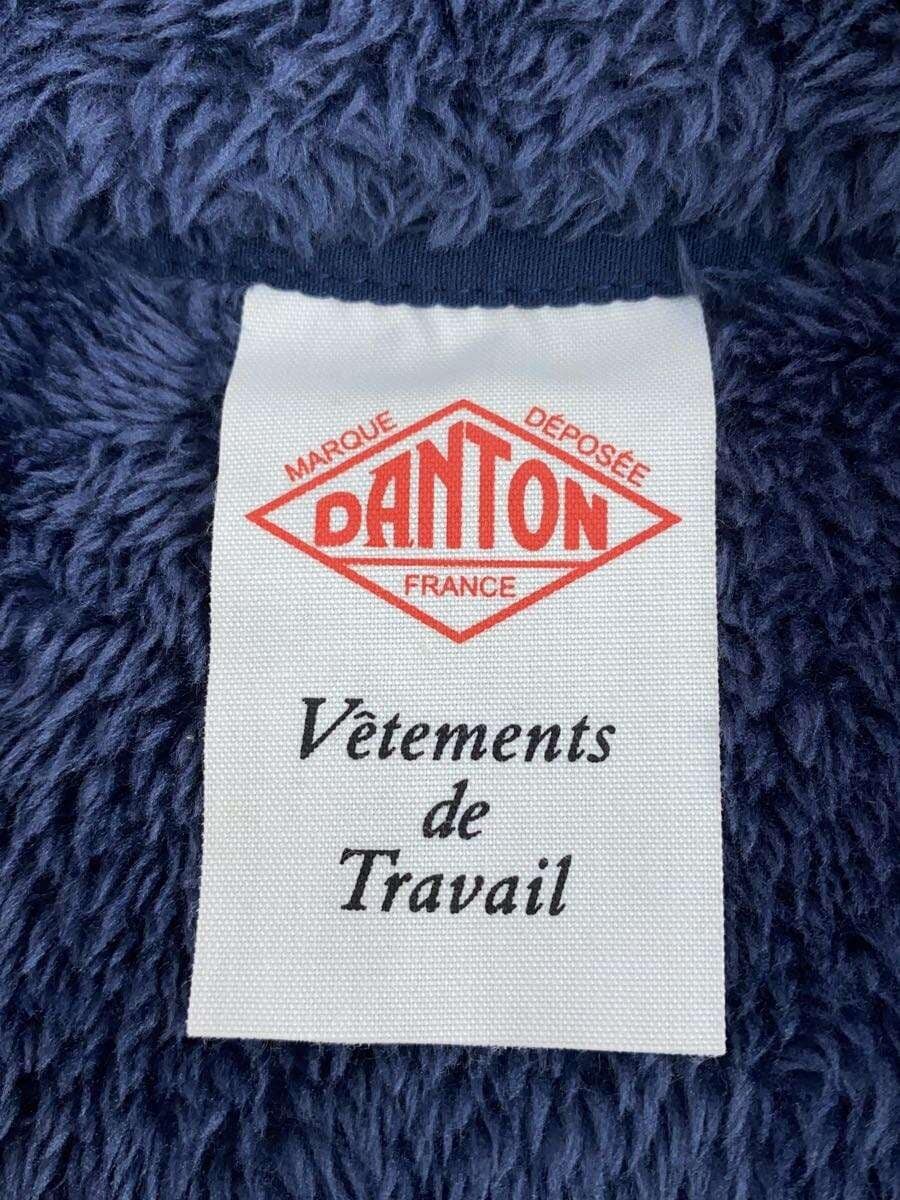 MARQUE DÉPOSÉE
DANTON
FRANCE
Vêtements
de
Travail